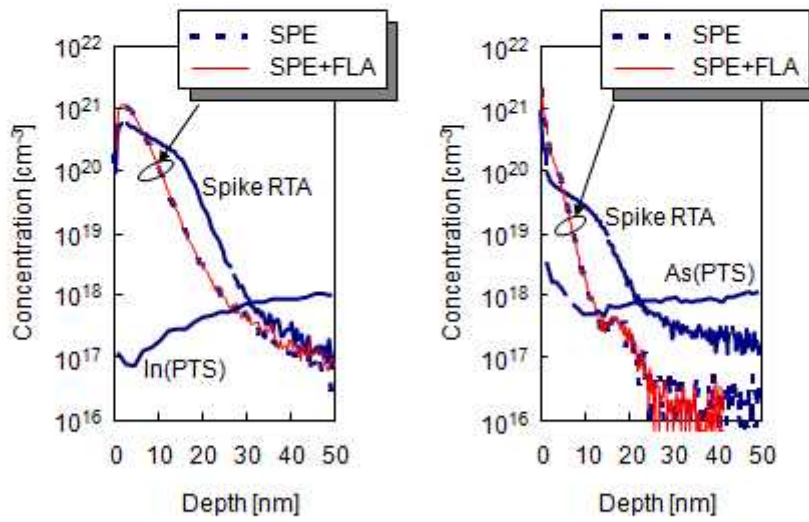 SPE
SPE+FLA
10²²
10²¹
10²⁰
10¹⁹
10¹⁸
10¹⁷
10¹⁶
Concentration [cm⁻³]
Spike RTA
In(PTS)
0 10 20 30 40 50
Depth [nm]
SPE
SPE+FLA
10²²
10²¹
10²⁰
10¹⁹
10¹⁸
10¹⁷
10¹⁶
Concentration [cm⁻³]
Spike RTA
As(PTS)
0 10 20 30 40 50
Depth [nm]